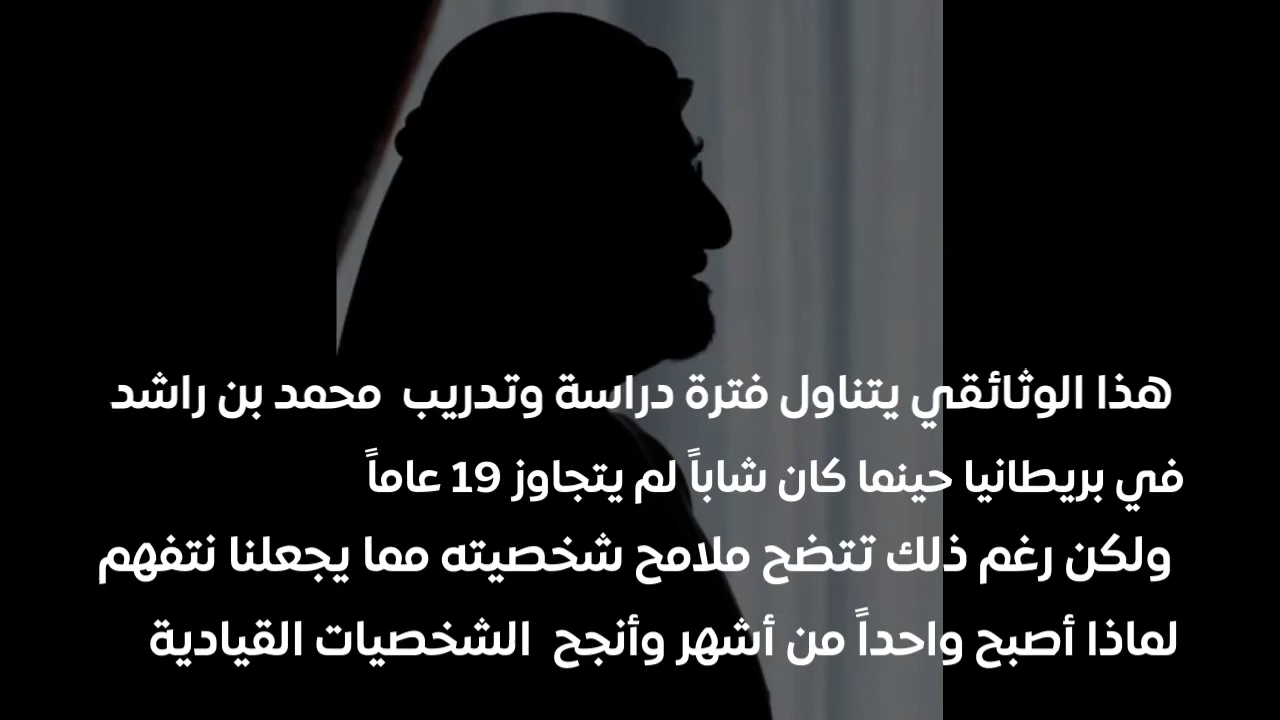 هذا الوثائقي يتناول فترة دراسة وتدريب محمد بن راشد
في بريطانيا حينما كان شاباً لم يتجاوز 19 عاماً
ولكن رغم ذلك تتضح ملامح شخصيته مما يجعلنا نتفهم
لماذا أصبح واحداً من أشهر وأنجح الشخصيات القيادية